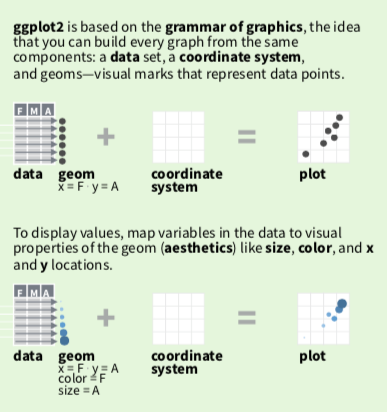 ggplot2 is based on the grammar of graphics, the idea
that you can build every graph from the same
components: a data set, a coordinate system,
and geoms—visual marks that represent data points.
F M A
+ =
data geom coordinate plot
x = F · y = A system
To display values, map variables in the data to visual
properties of the geom (aesthetics) like size, color, and x
and y locations.
F M A
+ =
data geom coordinate plot
x = F · y = A system
color = F
size = A